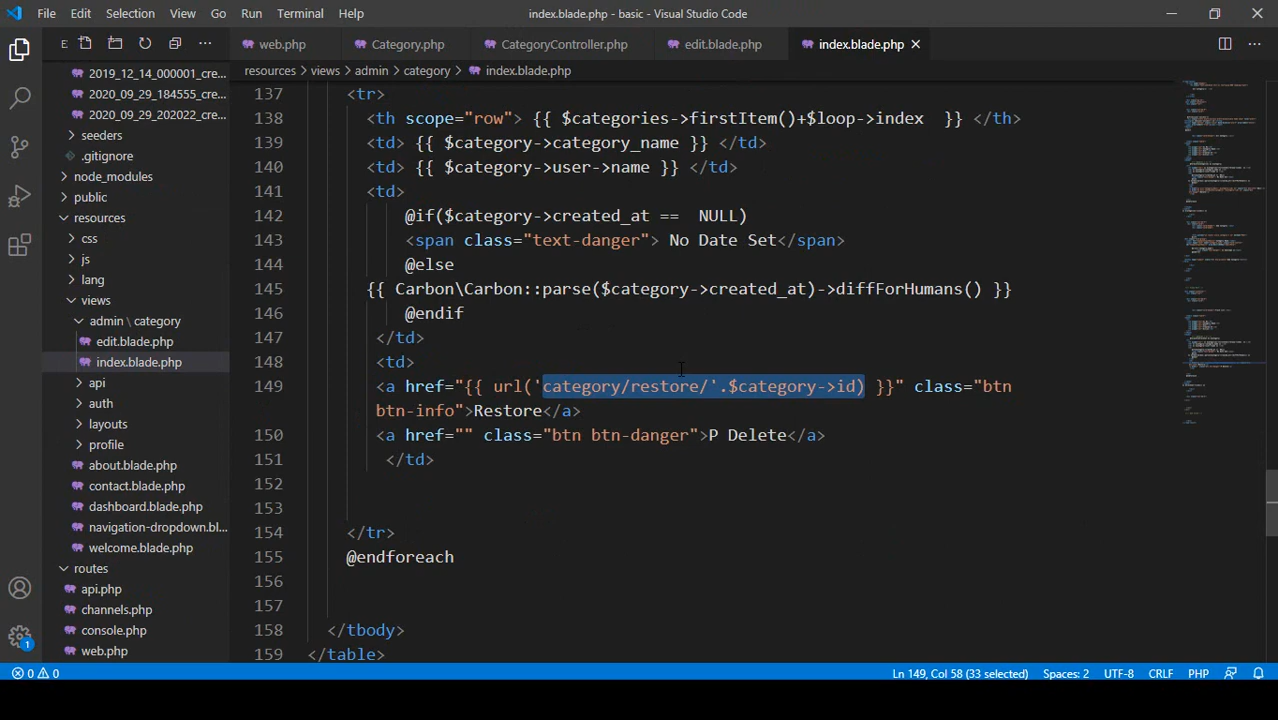 File Edit Selection View Go Run Terminal Help index.blade.php - basic - Visual Studio Code
E web.php Category.php CategoryController.php edit.blade.php index.blade.php
resources > views > admin > category > index.blade.php
2019_12_14_000001_cre...
2020_09_29_184555_cre...
2020_09_29_202022_cre...
seeders
.gitignore
node_modules
public
resources
css
js
lang
views
admin \ category
edit.blade.php
index.blade.php
api
auth
layouts
profile
about.blade.php
contact.blade.php
dashboard.blade.php
navigation-dropdown.bl...
welcome.blade.php
routes
api.php
channels.php
console.php
web.php
137 <tr>
138 <th scope="row"> {{ $categories->firstItem()+$loop->index  }} </th>
139 <td> {{ $category->category_name }} </td>
140 <td> {{ $category->user->name }} </td>
141 <td>
142 @if($category->created_at ==  NULL)
143 <span class="text-danger"> No Date Set</span>
144 @else
145 {{ Carbon\Carbon::parse($category->created_at)->diffForHumans() }}
146 @endif
147 </td>
148 <td>
149 <a href="{{ url('category/restore/'.$category->id) }}" class="btn
btn-info">Restore</a>
150 <a href="" class="btn btn-danger">P Delete</a>
151 </td>
152
153
154 </tr>
155 @endforeach
156
157
158 </tbody>
159 </table>
1
0 0 Ln 149, Col 58 (33 selected) Spaces: 2 UTF-8 CRLF PHP